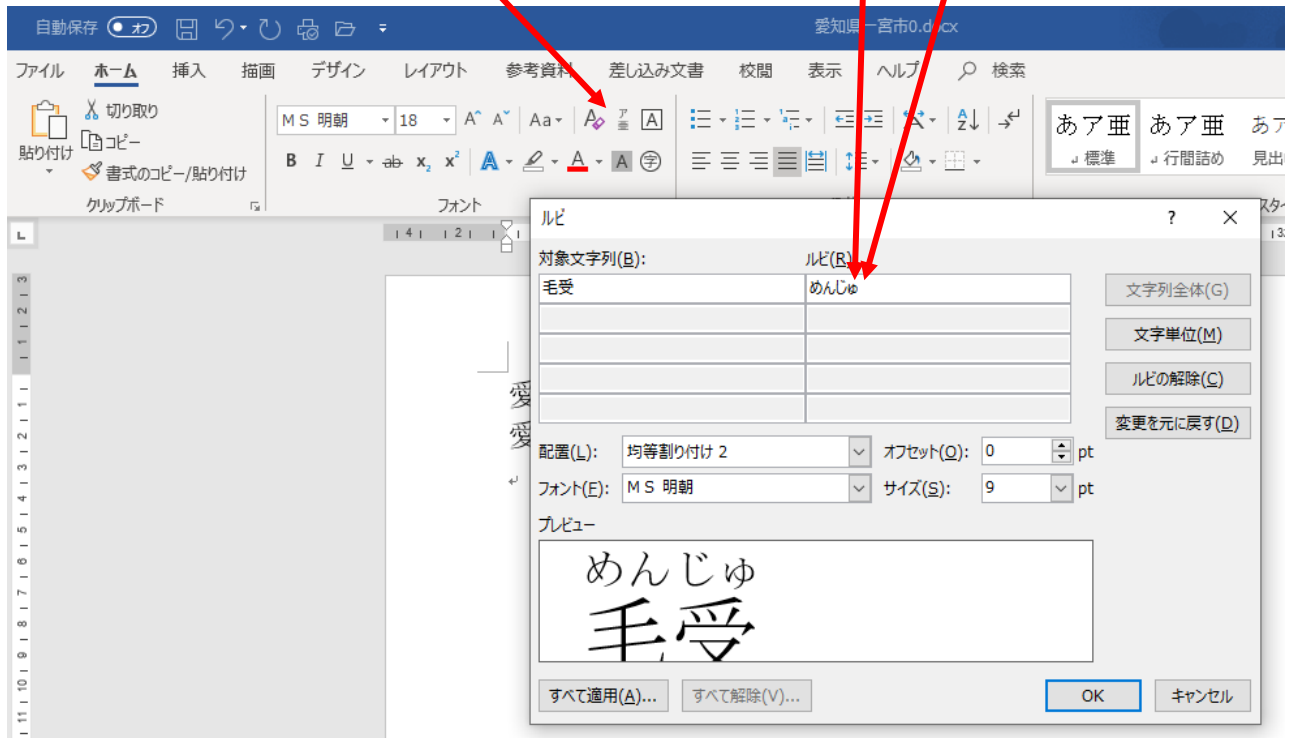 自動保存 オフ 愛知県一宮市0.docx
ファイル ホーム 挿入 描画 デザイン レイアウト 参考資料 差し込み文書 校閲 表示 ヘルプ 検索
貼り付け 切り取り コピー 書式のコピー/貼り付け
クリップボード
ＭＳ 明朝 18 A^ Aˇ Aa
B I U ab x₂ x² A A A 字
フォント
あア亜 あア亜 あア
標準 行間詰め 見出
ルビ ? ×
対象文字列(B): ルビ(R)
毛受 めんじゅ
文字列全体(G)
文字単位(M)
ルビの解除(C)
変更を元に戻す(D)
配置(L): 均等割り付け 2 オフセット(O): 0 pt
フォント(F): ＭＳ 明朝 サイズ(S): 9 pt
プレビュー
めんじゅ
毛受
すべて適用(A)... すべて解除(V)... OK キャンセル
愛
愛